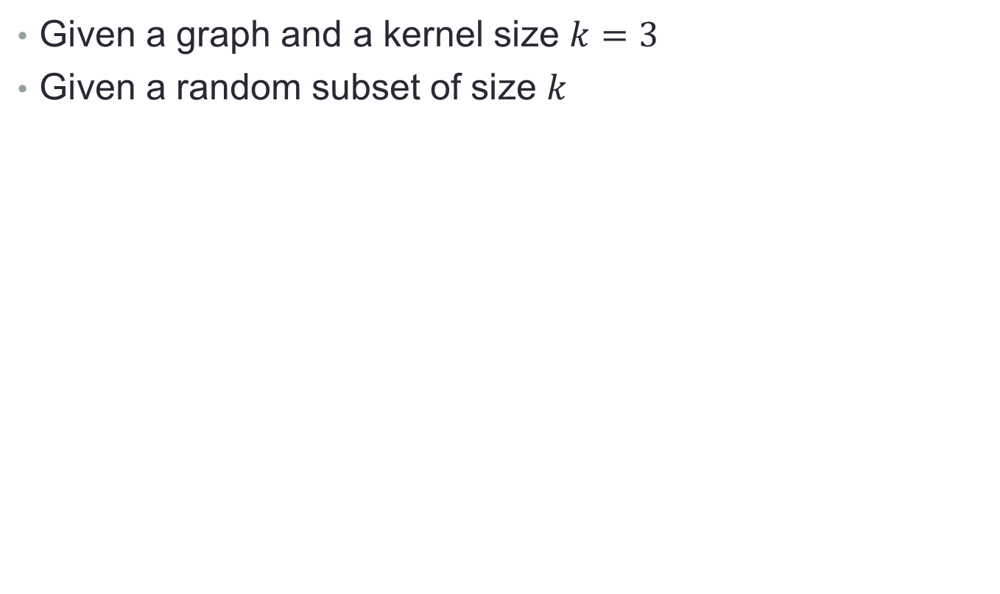 • Given a graph and a kernel size k = 3
• Given a random subset of size k